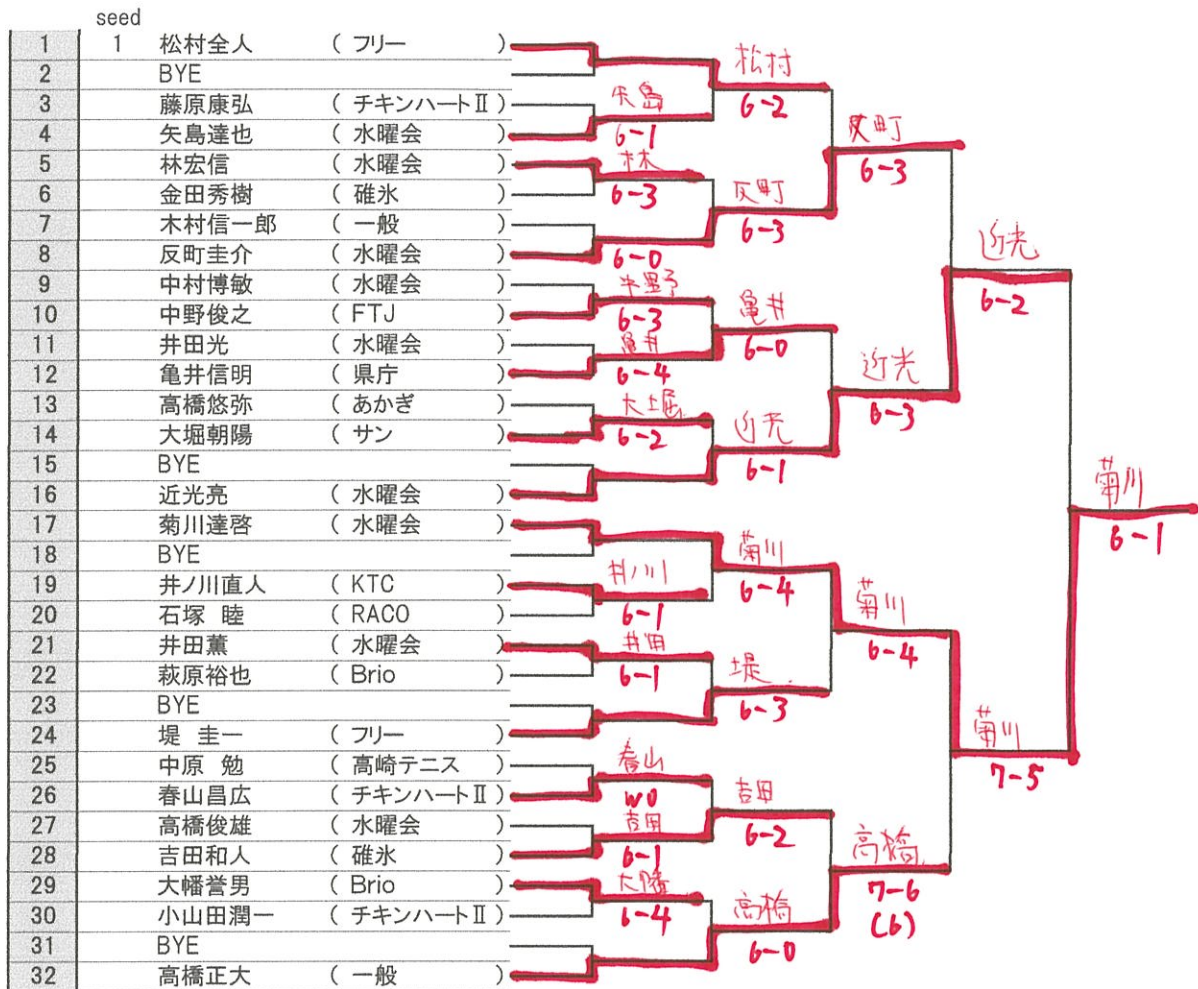 seed
1 1 松村全人 ( フリー )
2 BYE
3 藤原康弘 ( チキンハートⅡ )
4 矢島達也 ( 水曜会 )
5 林宏信 ( 水曜会 )
6 金田秀樹 ( 碓氷 )
7 木村信一郎 ( 一般 )
8 反町圭介 ( 水曜会 )
9 中村博敏 ( 水曜会 )
10 中野俊之 ( FTJ )
11 井田光 ( 水曜会 )
12 亀井信明 ( 県庁 )
13 高橋悠弥 ( あかぎ )
14 大堀朝陽 ( サン )
15 BYE
16 近光亮 ( 水曜会 )
17 菊川達啓 ( 水曜会 )
18 BYE
19 井ノ川直人 ( KTC )
20 石塚 睦 ( RACO )
21 井田薫 ( 水曜会 )
22 萩原裕也 ( Brio )
23 BYE
24 堤 圭一 ( フリー )
25 中原 勉 ( 高崎テニス )
26 春山昌広 ( チキンハートⅡ )
27 高橋俊雄 ( 水曜会 )
28 吉田和人 ( 碓氷 )
29 大幡誉男 ( Brio )
30 小山田潤一 ( チキンハートⅡ )
31 BYE
32 高橋正大 ( 一般 )
矢島
6-1
林
6-3
6-0
中野
6-3
亀井
6-4
大堀
6-2
井ノ川
6-1
井田
6-1
春山
WO
吉田
6-1
大幡
6-4
松村
6-2
反町
6-3
亀井
6-0
近光
6-1
菊川
6-4
堤
6-3
吉田
6-2
高橋
6-0
反町
6-3
近光
6-3
菊川
6-4
高橋
7-6
(6)
近光
6-2
菊川
7-5
菊川
6-1